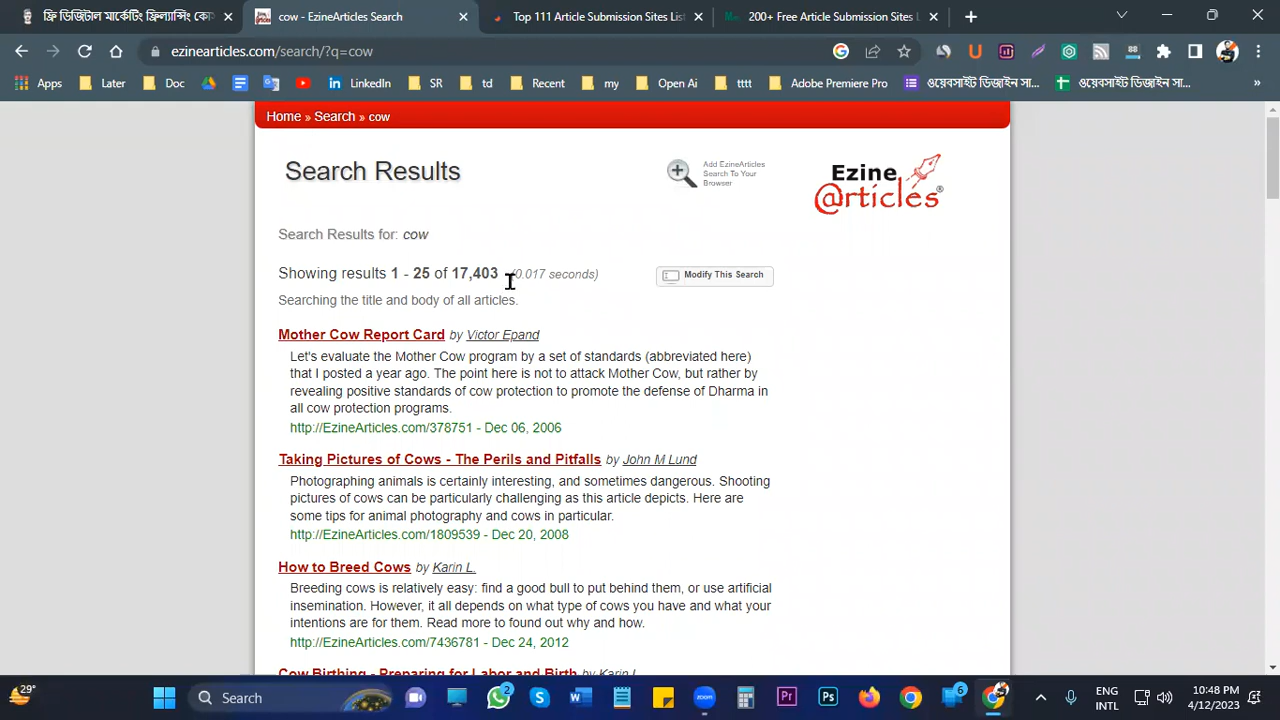 ফ্রি ডিজিটাল মার্কেটিং ফ্রিল্যান্সিং কো
cow - EzineArticles Search
Top 111 Article Submission Sites List
200+ Free Article Submission Sites L
ezinearticles.com/search/?q=cow
Apps
Later
Doc
LinkedIn
SR
td
Recent
my
Open Ai
tttt
Adobe Premiere Pro
ওয়েবসাইট ডিজাইন সা...
ওয়েবসাইট ডিজাইন সা...
Home » Search » cow
Search Results
Add EzineArticles
Search To Your
Browser
Ezine
@rticles®
Search Results for: cow
Showing results 1 - 25 of 17,403 (0.017 seconds)
Modify This Search
Searching the title and body of all articles.
Mother Cow Report Card by Victor Epand
Let's evaluate the Mother Cow program by a set of standards (abbreviated here)
that I posted a year ago. The point here is not to attack Mother Cow, but rather by
revealing positive standards of cow protection to promote the defense of Dharma in
all cow protection programs.
http://EzineArticles.com/378751 - Dec 06, 2006
Taking Pictures of Cows - The Perils and Pitfalls by John M Lund
Photographing animals is certainly interesting, and sometimes dangerous. Shooting
pictures of cows can be particularly challenging as this article depicts. Here are
some tips for animal photography and cows in particular.
http://EzineArticles.com/1809539 - Dec 20, 2008
How to Breed Cows by Karin L.
Breeding cows is relatively easy: find a good bull to put behind them, or use artificial
insemination. However, it all depends on what type of cows you have and what your
intentions are for them. Read more to found out why and how.
http://EzineArticles.com/7436781 - Dec 24, 2012
Cow Birthing - Preparing for Labor and Birth by Karin L.
29°
Search
2
6
ENG
INTL
10:48 PM
4/12/2023